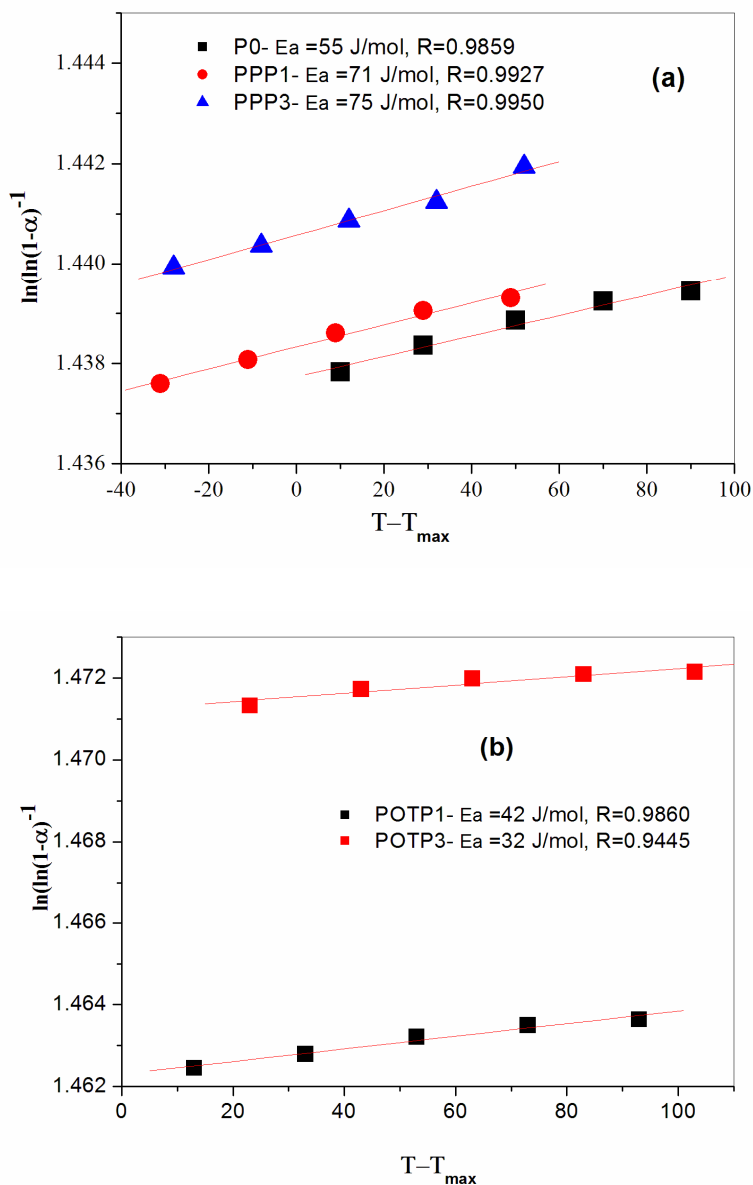 P0- Ea =55 J/mol, R=0.9859
PPP1- Ea =71 J/mol, R=0.9927
PPP3- Ea =75 J/mol, R=0.9950
(a)
1.444
1.442
1.440
1.438
1.436
ln(ln(1-α)⁻¹
-40 -20 0 20 40 60 80 100
T–Tmax
1.472
1.470
1.468
1.466
1.464
1.462
(b)
POTP1- Ea =42 J/mol, R=0.9860
POTP3- Ea =32 J/mol, R=0.9445
ln(ln(1-α)⁻¹
0 20 40 60 80 100
T–Tmax